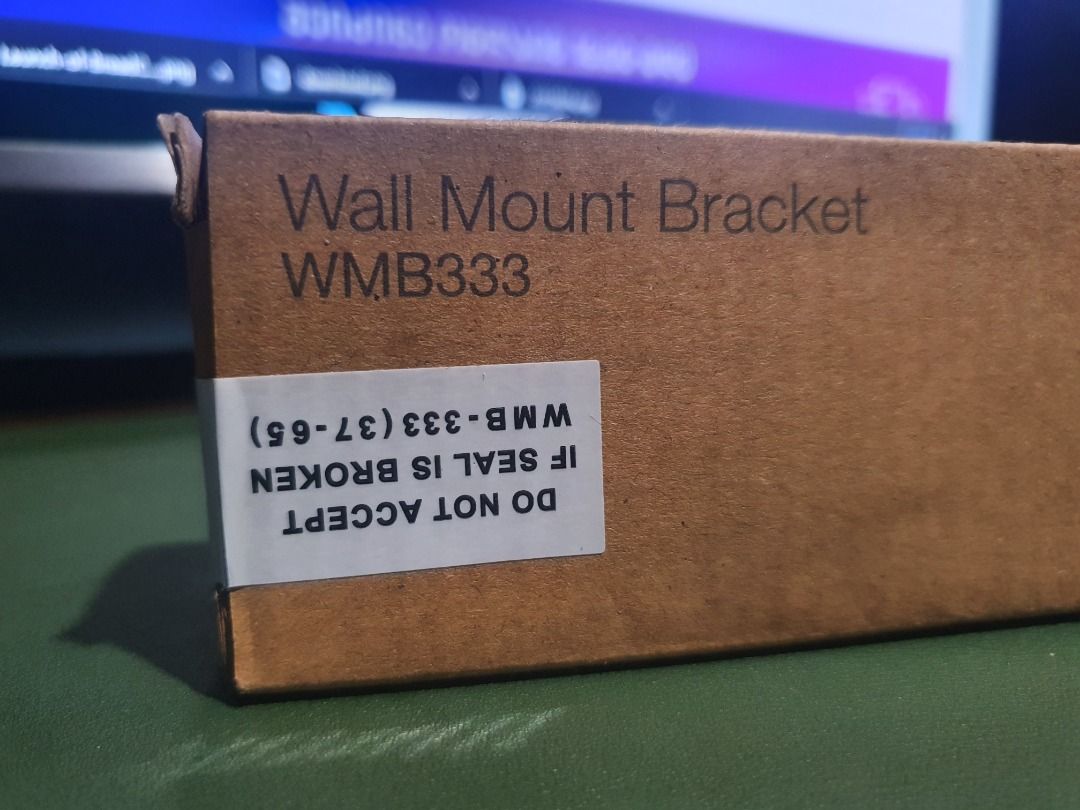 Wall Mount Bracket
WMB333
DO NOT ACCEPT
IF SEAL IS BROKEN
WMB-333 (37-65)